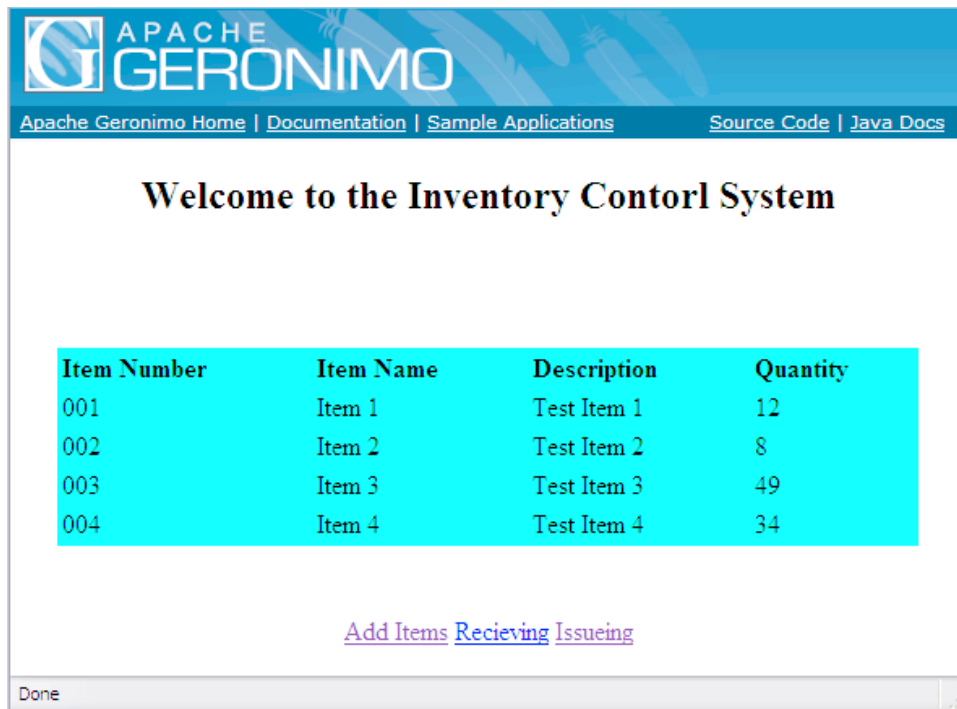 APACHE
GERONIMO
Apache Geronimo Home | Documentation | Sample Applications Source Code | Java Docs
Welcome to the Inventory Contorl System
Item Number Item Name Description Quantity
001 Item 1 Test Item 1 12
002 Item 2 Test Item 2 8
003 Item 3 Test Item 3 49
004 Item 4 Test Item 4 34
Add Items Recieving Issueing
Done